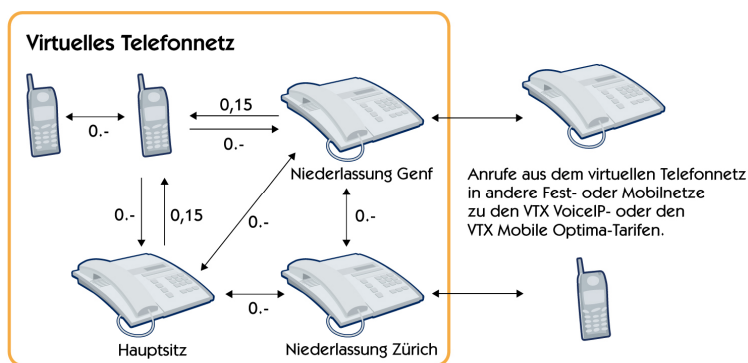 Virtuelles Telefonnetz
0,15
0.-
0.-
Niederlassung Genf
Anrufe aus dem virtuellen Telefonnetz
in andere Fest- oder Mobilnetze
zu den VTX VoiceIP- oder den
VTX Mobile Optima-Tarifen.
0.-
0,15
0.-
0.-
0.-
Hauptsitz
Niederlassung Zürich